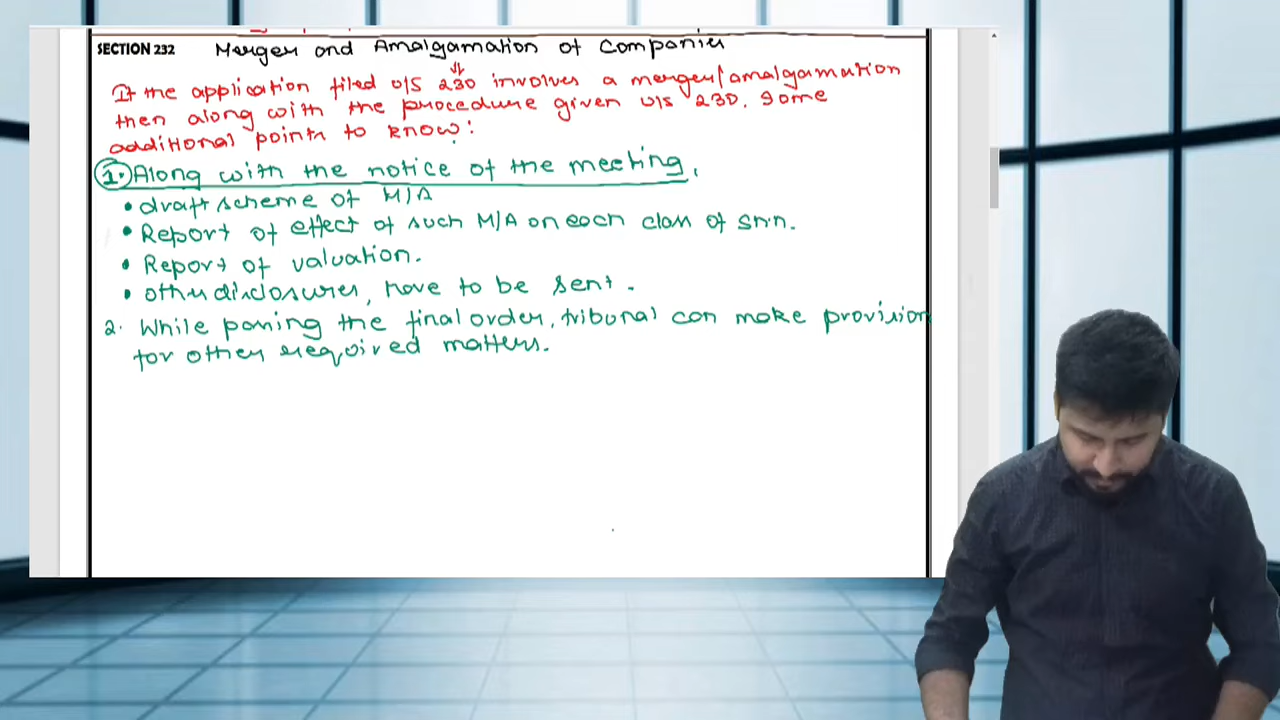 SECTION 232 Merger and Amalgamation of Companies
If the application filed u/s 230 involves a merger/amalgamation
then along with the procedure given u/s 230. Some
additional points to know:
1. Along with the notice of the meeting,
• draft scheme of M/A
• Report of effect of such M/A on each class of SHH.
• Report of valuation.
• other disclosures, have to be sent.
2. While passing the final order, tribunal can make provision
for other required matters.